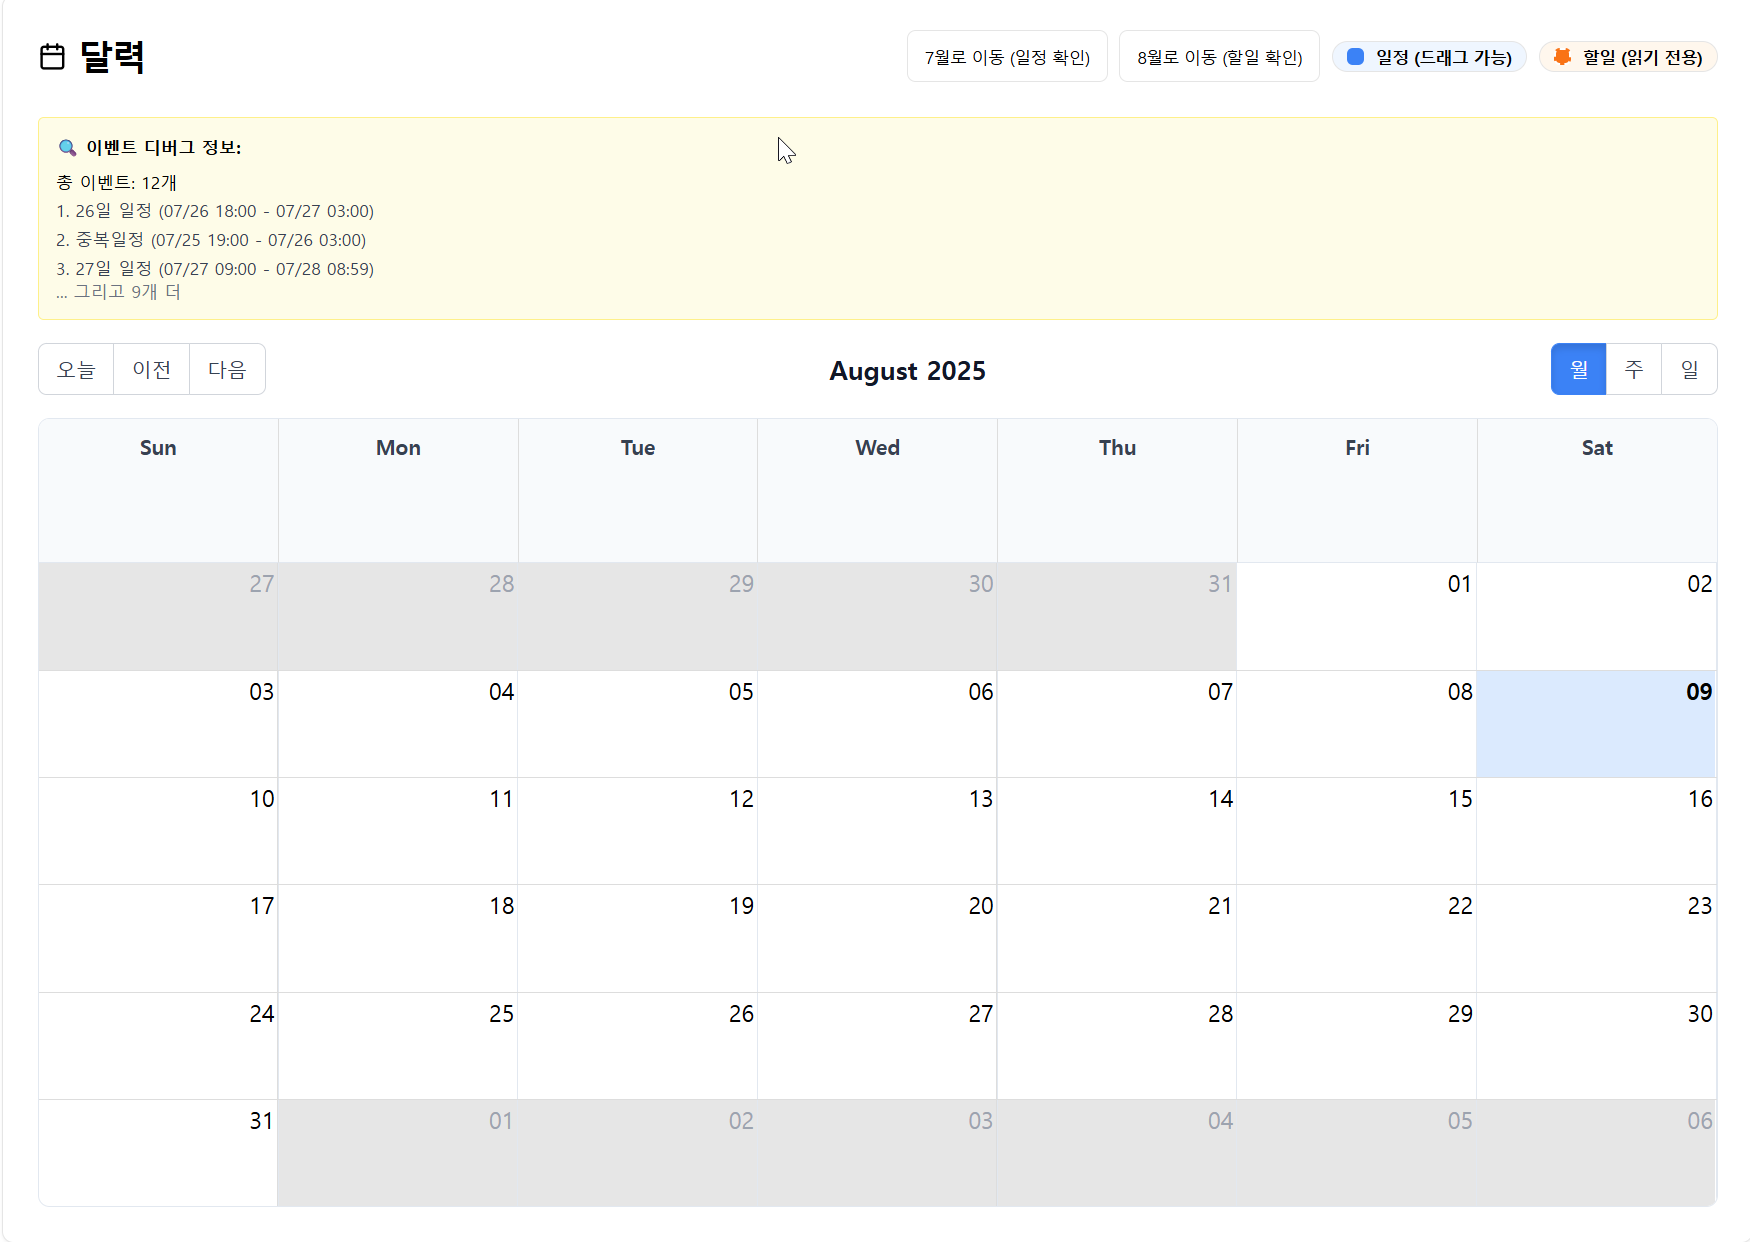 달력
7월로 이동 (일정 확인)
8월로 이동 (할일 확인)
일정 (드래그 가능)
할일 (읽기 전용)
이벤트 디버그 정보:
총 이벤트: 12개
1. 26일 일정 (07/26 18:00 - 07/27 03:00)
2. 중복일정 (07/25 19:00 - 07/26 03:00)
3. 27일 일정 (07/27 09:00 - 07/28 08:59)
... 그리고 9개 더
오늘 이전 다음
August 2025
월 주 일
Sun Mon Tue Wed Thu Fri Sat
27 28 29 30 31 01 02
03 04 05 06 07 08 09
10 11 12 13 14 15 16
17 18 19 20 21 22 23
24 25 26 27 28 29 30
31 01 02 03 04 05 06